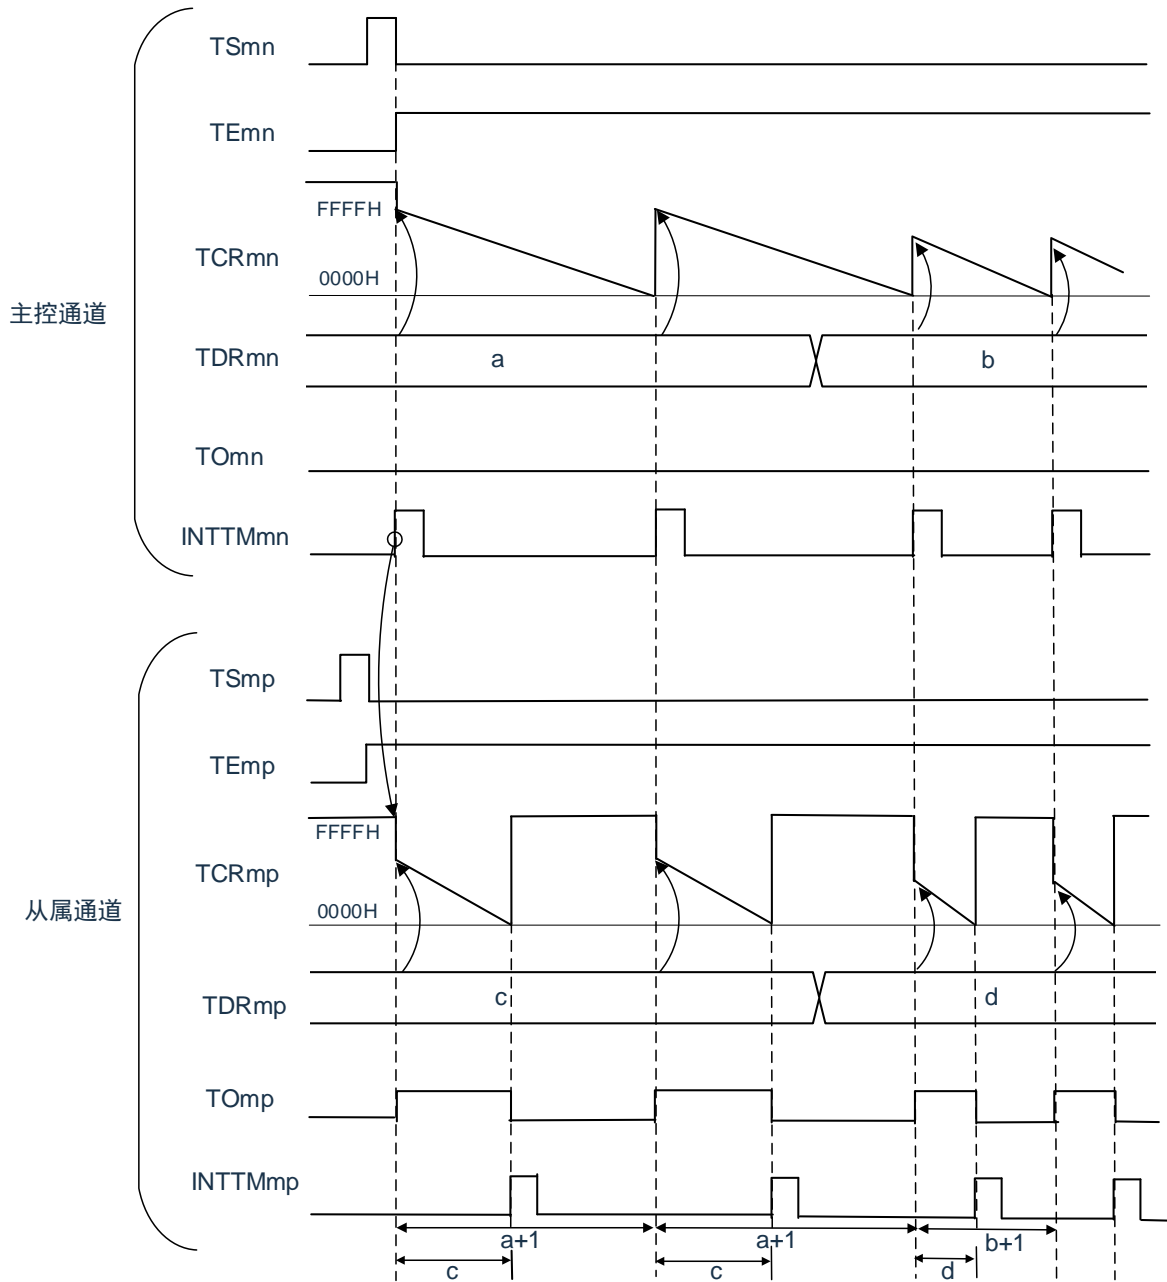 TSmn
TEmn
FFFFH
TCRmn
0000H
主控通道
TDRmn
a
b
TOmn
INTTMmn
TSmp
TEmp
FFFFH
TCRmp
0000H
从属通道
TDRmp
c
d
TOmp
INTTMmp
a+1
a+1
b+1
c
c
d